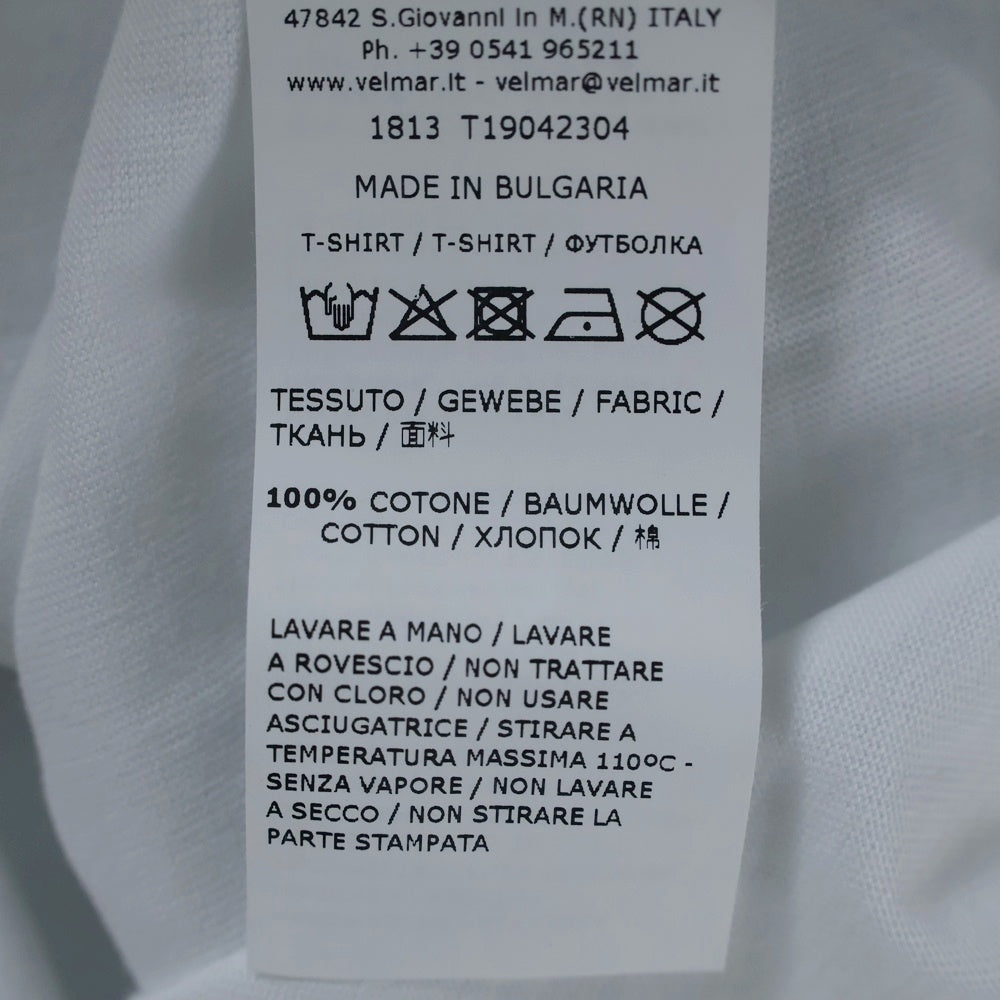 47842 S.Giovanni In M.(RN) ITALY
Ph. +39 0541 965211
www.velmar.it - velmar@velmar.it
1813 T19042304
MADE IN BULGARIA
T-SHIRT / T-SHIRT / ФУТБОЛКА
TESSUTO / GEWEBE / FABRIC /
ТКАНЬ / 面料
100% COTONE / BAUMWOLLE /
COTTON / ХЛОПОК / 棉
LAVARE A MANO / LAVARE
A ROVESCIO / NON TRATTARE
CON CLORO / NON USARE
ASCIUGATRICE / STIRARE A
TEMPERATURA MASSIMA 110ºC -
SENZA VAPORE / NON LAVARE
A SECCO / NON STIRARE LA
PARTE STAMPATA